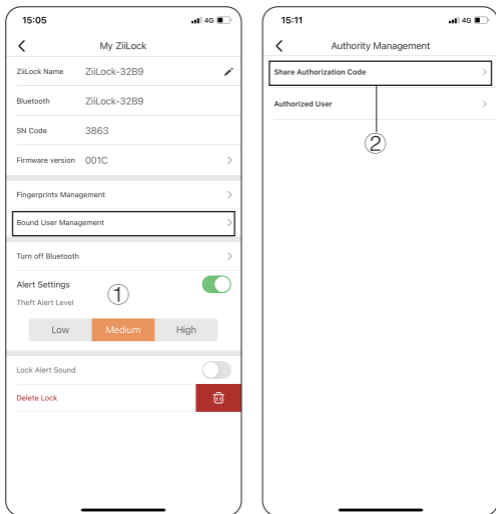 15:05
4G
My ZiiLock
ZiiLock Name ZiiLock-32B9
Bluetooth ZiiLock-32B9
SN Code 3863
Firmware version 001C
Fingerprints Management
Bound User Management
Turn off Bluetooth
Alert Settings
①
Theft Alert Level
Low Medium High
Lock Alert Sound
Delete Lock
15:11
4G
Authority Management
Share Authorization Code
Authorized User
②